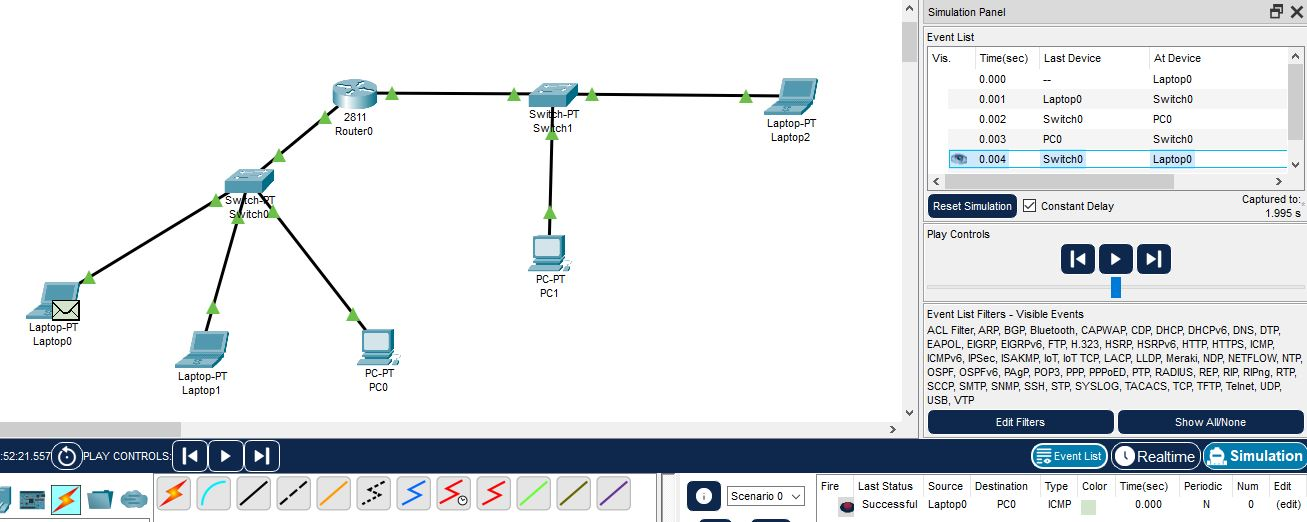 Simulation Panel
Event List
Vis. Time(sec) Last Device At Device
0.000 -- Laptop0
0.001 Laptop0 Switch0
0.002 Switch0 PC0
0.003 PC0 Switch0
0.004 Switch0 Laptop0
Reset Simulation Constant Delay Captured to:
1.995 s
Play Controls
Event List Filters - Visible Events
ACL Filter, ARP, BGP, Bluetooth, CAPWAP, CDP, DHCP, DHCPv6, DNS, DTP,
EAPOL, EIGRP, EIGRPv6, FTP, H.323, HSRP, HSRPv6, HTTP, HTTPS, ICMP,
ICMPv6, IPSec, ISAKMP, IoT, IoT TCP, LACP, LLDP, Meraki, NDP, NETFLOW, NTP,
OSPF, OSPFv6, PAgP, POP3, PPP, PPPoED, PTP, RADIUS, REP, RIP, RIPng, RTP,
SCCP, SMTP, SNMP, SSH, STP, SYSLOG, TACACS, TCP, TFTP, Telnet, UDP,
USB, VTP
Edit Filters Show All/None
2811
Router0
Switch-PT
Switch1
Laptop-PT
Laptop2
Switch-PT
Switch0
PC-PT
PC1
Laptop-PT
Laptop0
Laptop-PT
Laptop1
PC-PT
PC0
:52:21.557 PLAY CONTROLS:
Event List Realtime Simulation
Scenario 0
Fire Last Status Source Destination Type Color Time(sec) Periodic Num Edit
Successful Laptop0 PC0 ICMP 0.000 N 0 (edit)